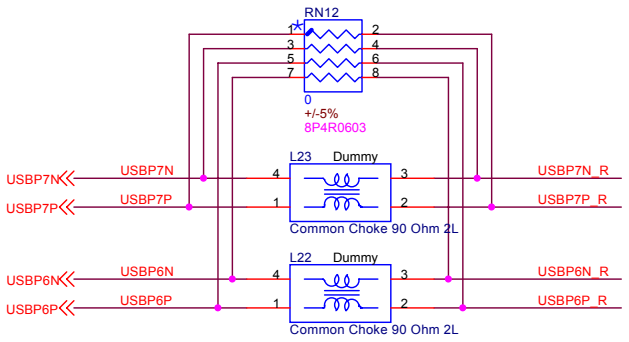 RN12
1 2
3 4
5 6
7 8
0
+/-5%
8P4R0603
L23 Dummy
USBP7N USBP7N 4 3 USBP7N_R
USBP7P USBP7P 1 2 USBP7P_R
Common Choke 90 Ohm 2L
L22 Dummy
USBP6N USBP6N 4 3 USBP6N_R
USBP6P USBP6P 1 2 USBP6P_R
Common Choke 90 Ohm 2L